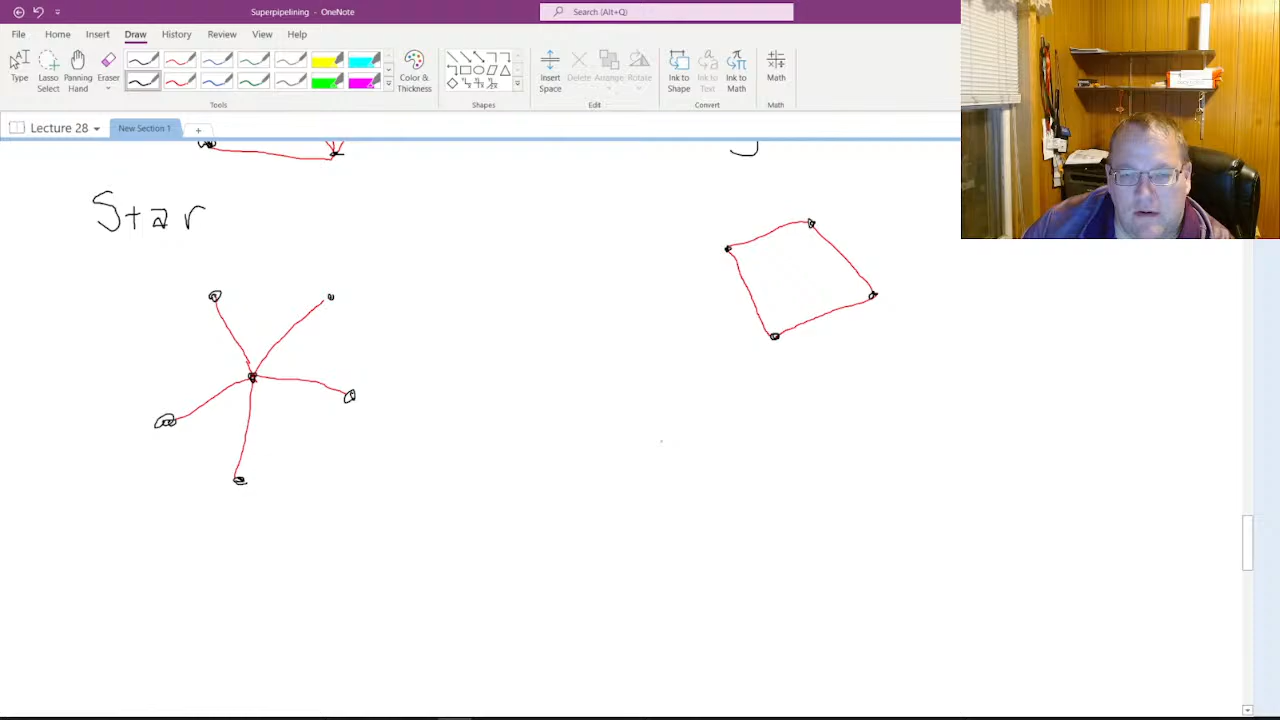 Superpipelining - OneNote
Search (Alt+Q)
File Home Insert Draw History Review View Help
Type
Lasso Select
Panning Hand
Eraser
Color & Thickness
Insert Space
Delete
Arrange
Rotate
Ink to Shape
Ink to Text
Ink to Math
Math
Tools Shapes Edit Convert Math
Lecture 28 New Section 1 +
Star